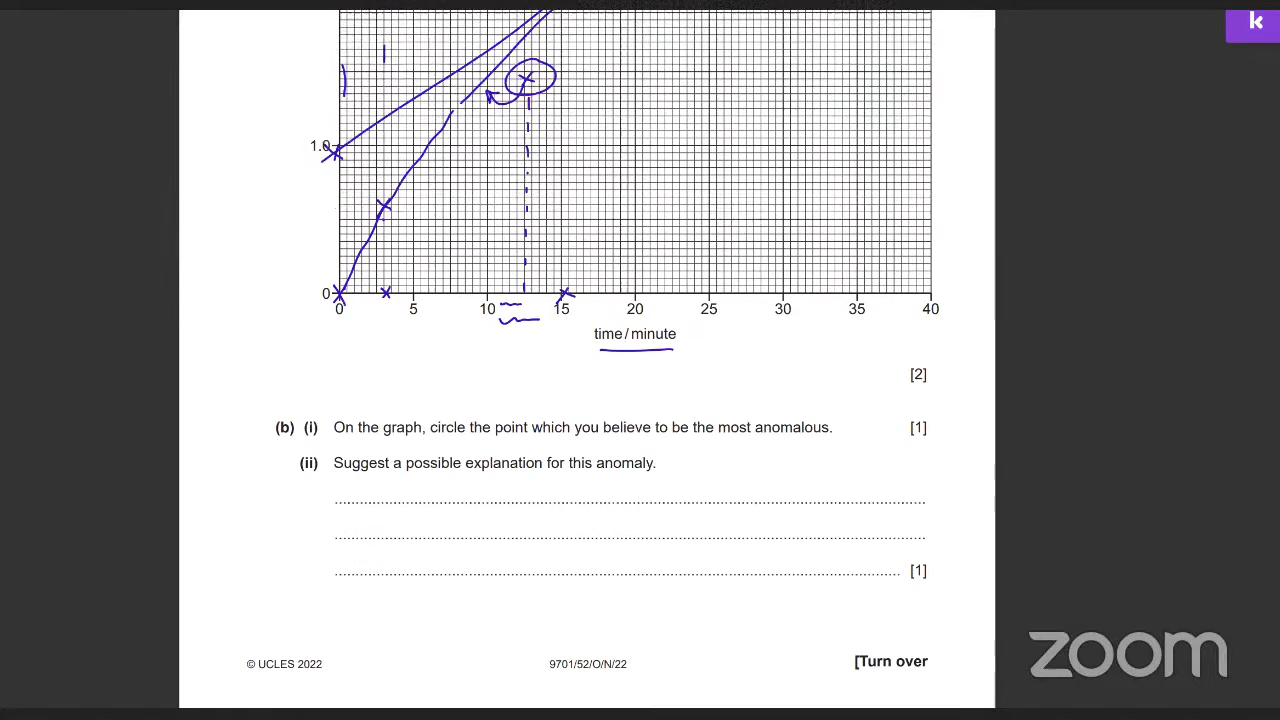 k
1.0
0
0 5 10 15 20 25 30 35 40
time / minute
[2]
(b) (i) On the graph, circle the point which you believe to be the most anomalous. [1]
(ii) Suggest a possible explanation for this anomaly.
[1]
© UCLES 2022 9701/52/O/N/22 [Turn over
zoom